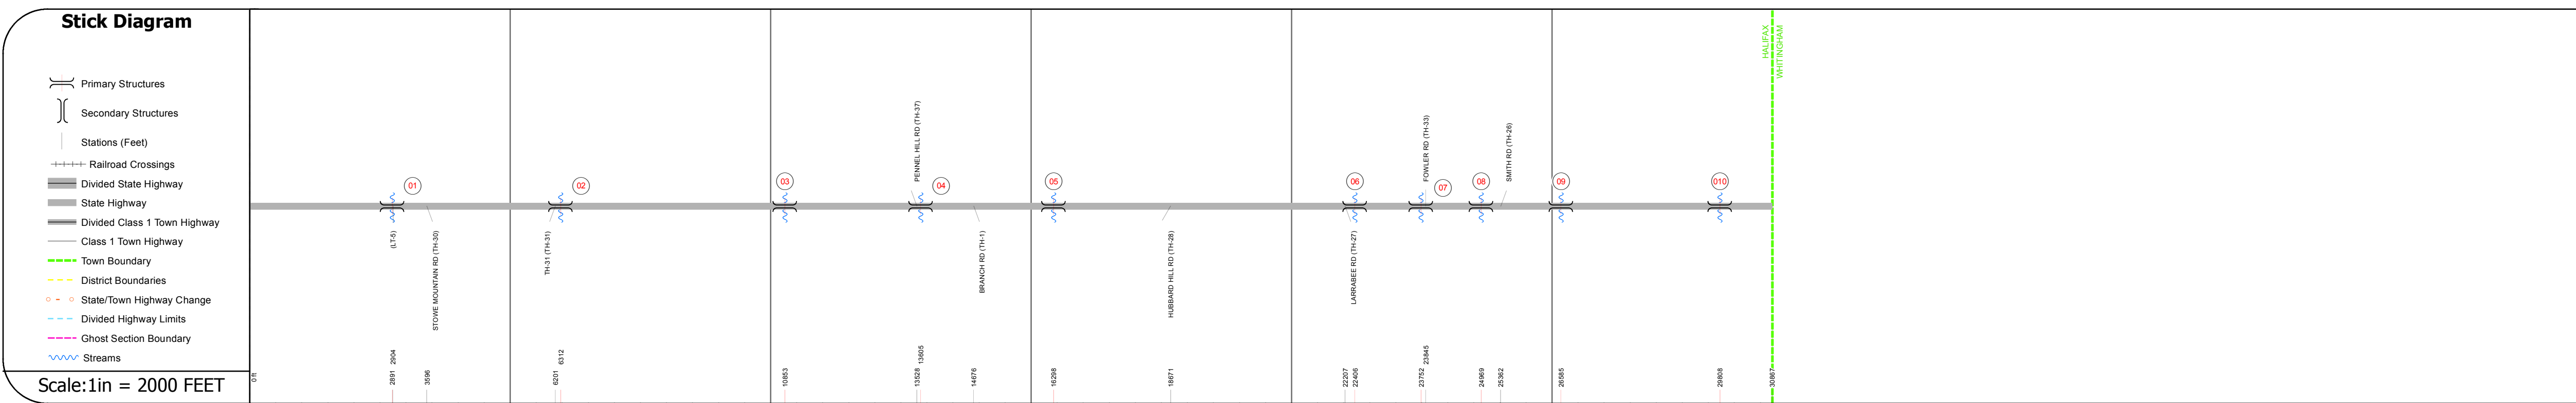 Stick Diagram
Primary Structures
Secondary Structures
Stations (Feet)
Railroad Crossings
Divided State Highway
State Highway
Divided Class 1 Town Highway
Class 1 Town Highway
Town Boundary
District Boundaries
State/Town Highway Change
Divided Highway Limits
Ghost Section Boundary
Streams
Scale:1in = 2000 FEET
HALIFAX
WHITINGHAM
PENNEL HILL RD (TH-37)
FOWLER RD (TH-33)
SMITH RD (TH-26)
01
02
03
04
05
06
07
08
09
010
(LT-5)
STOWE MOUNTAIN RD (TH-30)
TH-31 (TH-31)
BRANCH RD (TH-1)
HUBBARD HILL RD (TH-28)
LARRABEE RD (TH-27)
0 ft
2891
2904
3596
6201
6312
10853
13528
13605
14676
16298
18671
22207
22406
23752
23845
24969
25362
26585
29808
30867